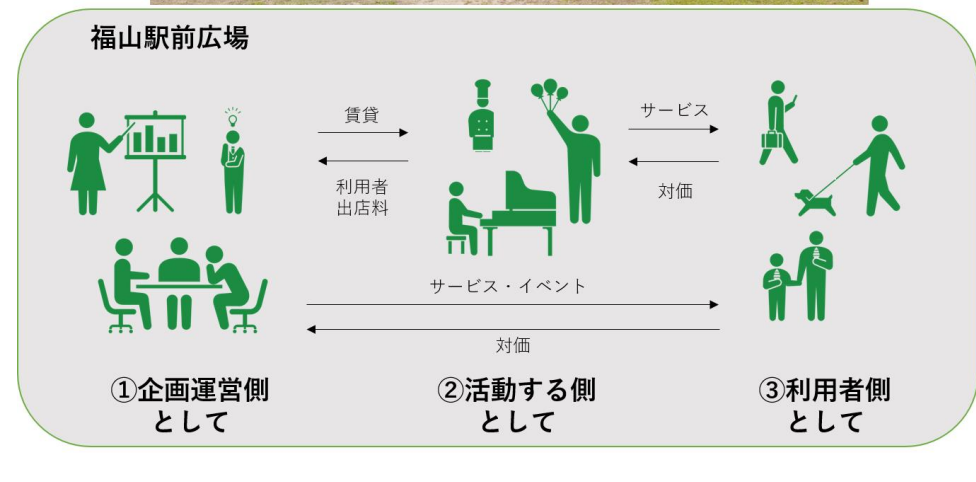 福山駅前広場
賃貸
利用者
出店料
サービス
対価
サービス・イベント
対価
①企画運営側
として
②活動する側
として
③利用者側
として